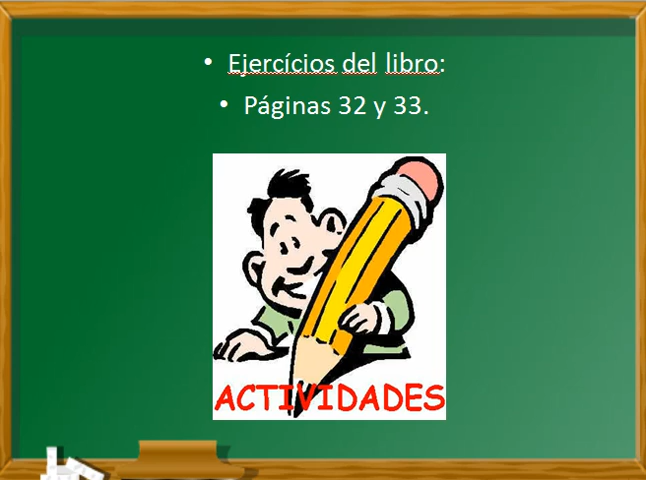 • Ejercícios del libro:
• Páginas 32 y 33.
ACTIVIDADES